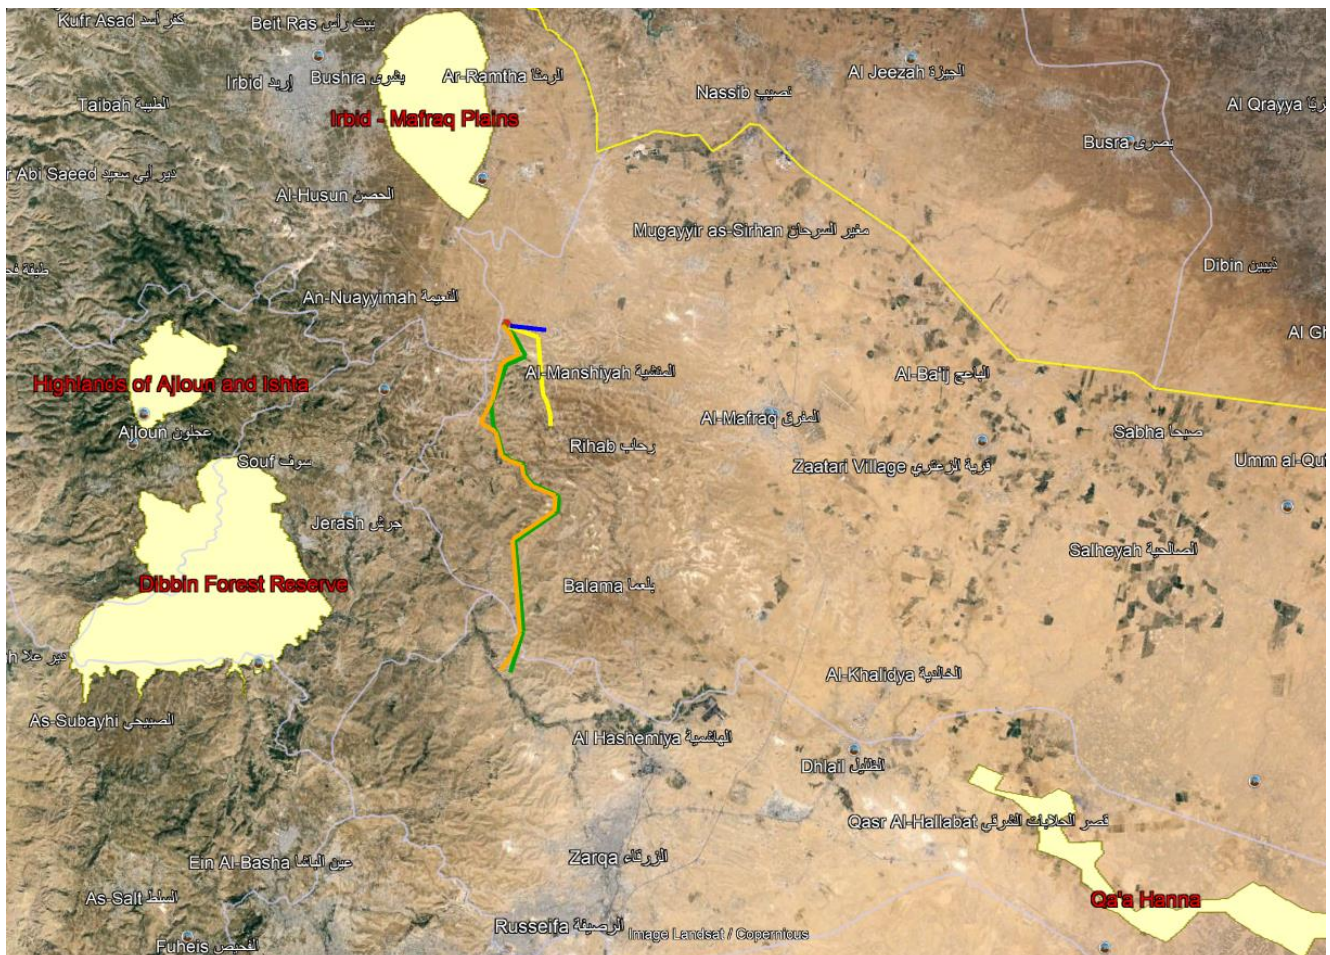 Kufr Asad كفر أسد
Beit Ras بيت رأس
Irbid إربد
Bushra بشرى
Ar-Ramtha الرمثا
Al Jeezah الجيزة
Nassib نصيب
Taibah الطيبة
Al Qrayya
Irbid - Mafraq Plains
Busra بصرى
r Abi Saeed دير أبي سعيد
Al-Husun الحصن
Mugayyir as-Sirhan مغير السرحان
Dibin ذيبين
An-Nuayyimah النعيمة
Highlands of Ajloun and Ishta
Al-Manshiyah المنشية
Al-Ba'ij الباعج
Al-Mafraq المفرق
Ajloun عجلون
Sabha صبحا
Rihab رحاب
Souf سوف
Zaatari Village قرية الزعتري
Jerash جرش
Salheyah الصالحية
Dibbin Forest Reserve
Balama بلعما
دير علا
Al-Khalidya الخالدية
As-Subayhi الصبيحي
Al Hashemiya الهاشمية
Dhlail الظليل
Qasr Al-Hallabat قصر الحلابات الشرقي
Ein Al-Basha عين الباشا
Zarqa الزرقاء
As-Salt السلط
Qa'a Hanna
Russeifa الرصيفة
Image Landsat / Copernicus
Fuheis الفحيص